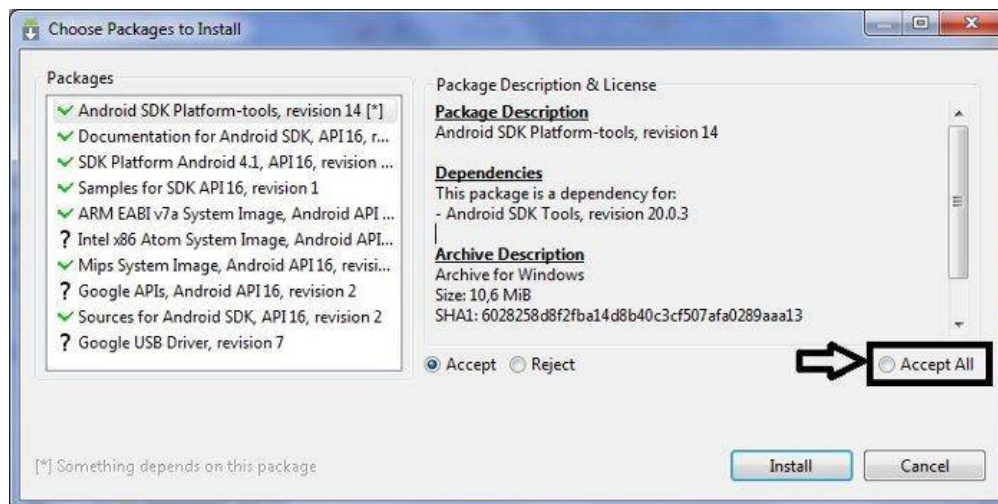 Choose Packages to Install
Packages
Android SDK Platform-tools, revision 14 [*]
Documentation for Android SDK, API 16, r...
SDK Platform Android 4.1, API 16, revision ...
Samples for SDK API 16, revision 1
ARM EABI v7a System Image, Android API ...
? Intel x86 Atom System Image, Android API...
Mips System Image, Android API 16, revisi...
? Google APIs, Android API 16, revision 2
Sources for Android SDK, API 16, revision 2
? Google USB Driver, revision 7
Package Description & License
Package Description
Android SDK Platform-tools, revision 14
Dependencies
This package is a dependency for:
- Android SDK Tools, revision 20.0.3
Archive Description
Archive for Windows
Size: 10,6 MiB
SHA1: 6028258d8f2fba14d8b40c3cf507afa0289aaa13
Accept Reject Accept All
[*] Something depends on this package
Install Cancel